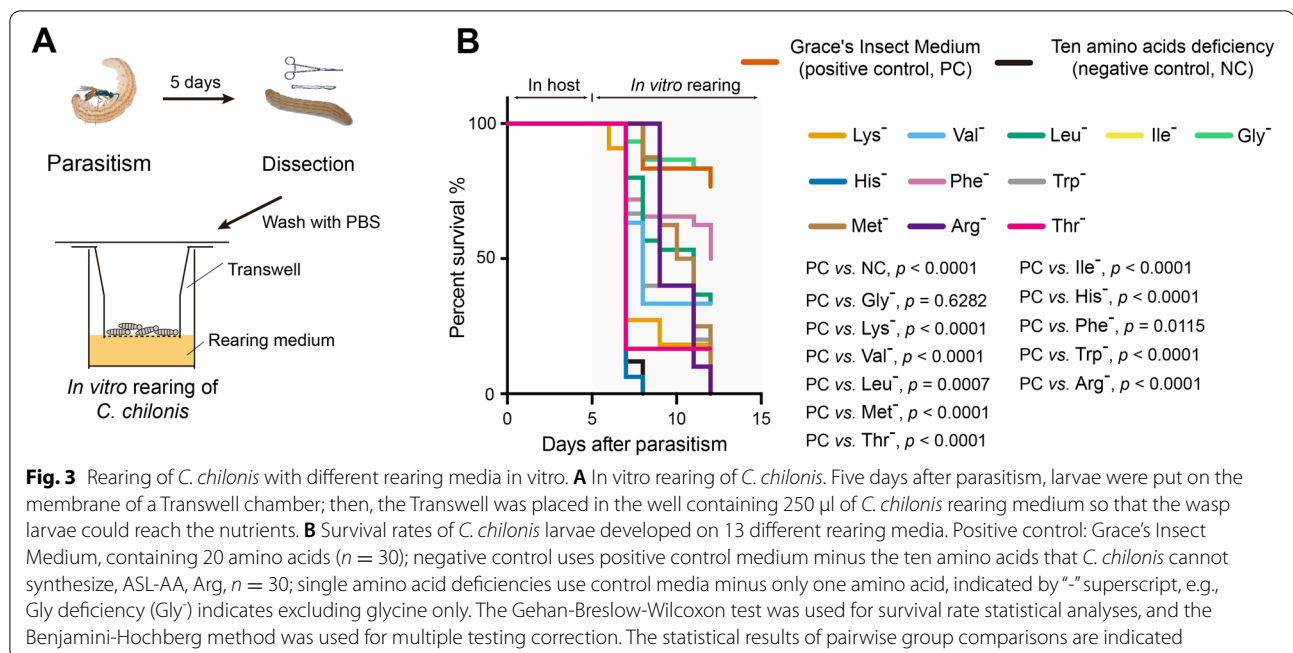 A
5 days
Parasitism
Dissection
Wash with PBS
Transwell
Rearing medium
In vitro rearing of
C. chilonis
B
Grace's Insect Medium
(positive control, PC)
Ten amino acids deficiency
(negative control, NC)
In host
In vitro rearing
100
50
0
Percent survival %
0 5 10 15
Days after parasitism
Lys⁻ Val⁻ Leu⁻ Ile⁻ Gly⁻
His⁻ Phe⁻ Trp⁻
Met⁻ Arg⁻ Thr⁻
PC vs. NC, p < 0.0001
PC vs. Gly⁻, p = 0.6282
PC vs. Lys⁻, p < 0.0001
PC vs. Val⁻, p < 0.0001
PC vs. Leu⁻, p = 0.0007
PC vs. Met⁻, p < 0.0001
PC vs. Thr⁻, p < 0.0001
PC vs. Ile⁻, p < 0.0001
PC vs. His⁻, p < 0.0001
PC vs. Phe⁻, p = 0.0115
PC vs. Trp⁻, p < 0.0001
PC vs. Arg⁻, p < 0.0001
Fig. 3 Rearing of C. chilonis with different rearing media in vitro. A In vitro rearing of C. chilonis. Five days after parasitism, larvae were put on the
membrane of a Transwell chamber; then, the Transwell was placed in the well containing 250 μl of C. chilonis rearing medium so that the wasp
larvae could reach the nutrients. B Survival rates of C. chilonis larvae developed on 13 different rearing media. Positive control: Grace's Insect
Medium, containing 20 amino acids (n = 30); negative control uses positive control medium minus the ten amino acids that C. chilonis cannot
synthesize, ASL-AA, Arg, n = 30; single amino acid deficiencies use control media minus only one amino acid, indicated by "-" superscript, e.g.,
Gly deficiency (Gly⁻) indicates excluding glycine only. The Gehan-Breslow-Wilcoxon test was used for survival rate statistical analyses, and the
Benjamini-Hochberg method was used for multiple testing correction. The statistical results of pairwise group comparisons are indicated